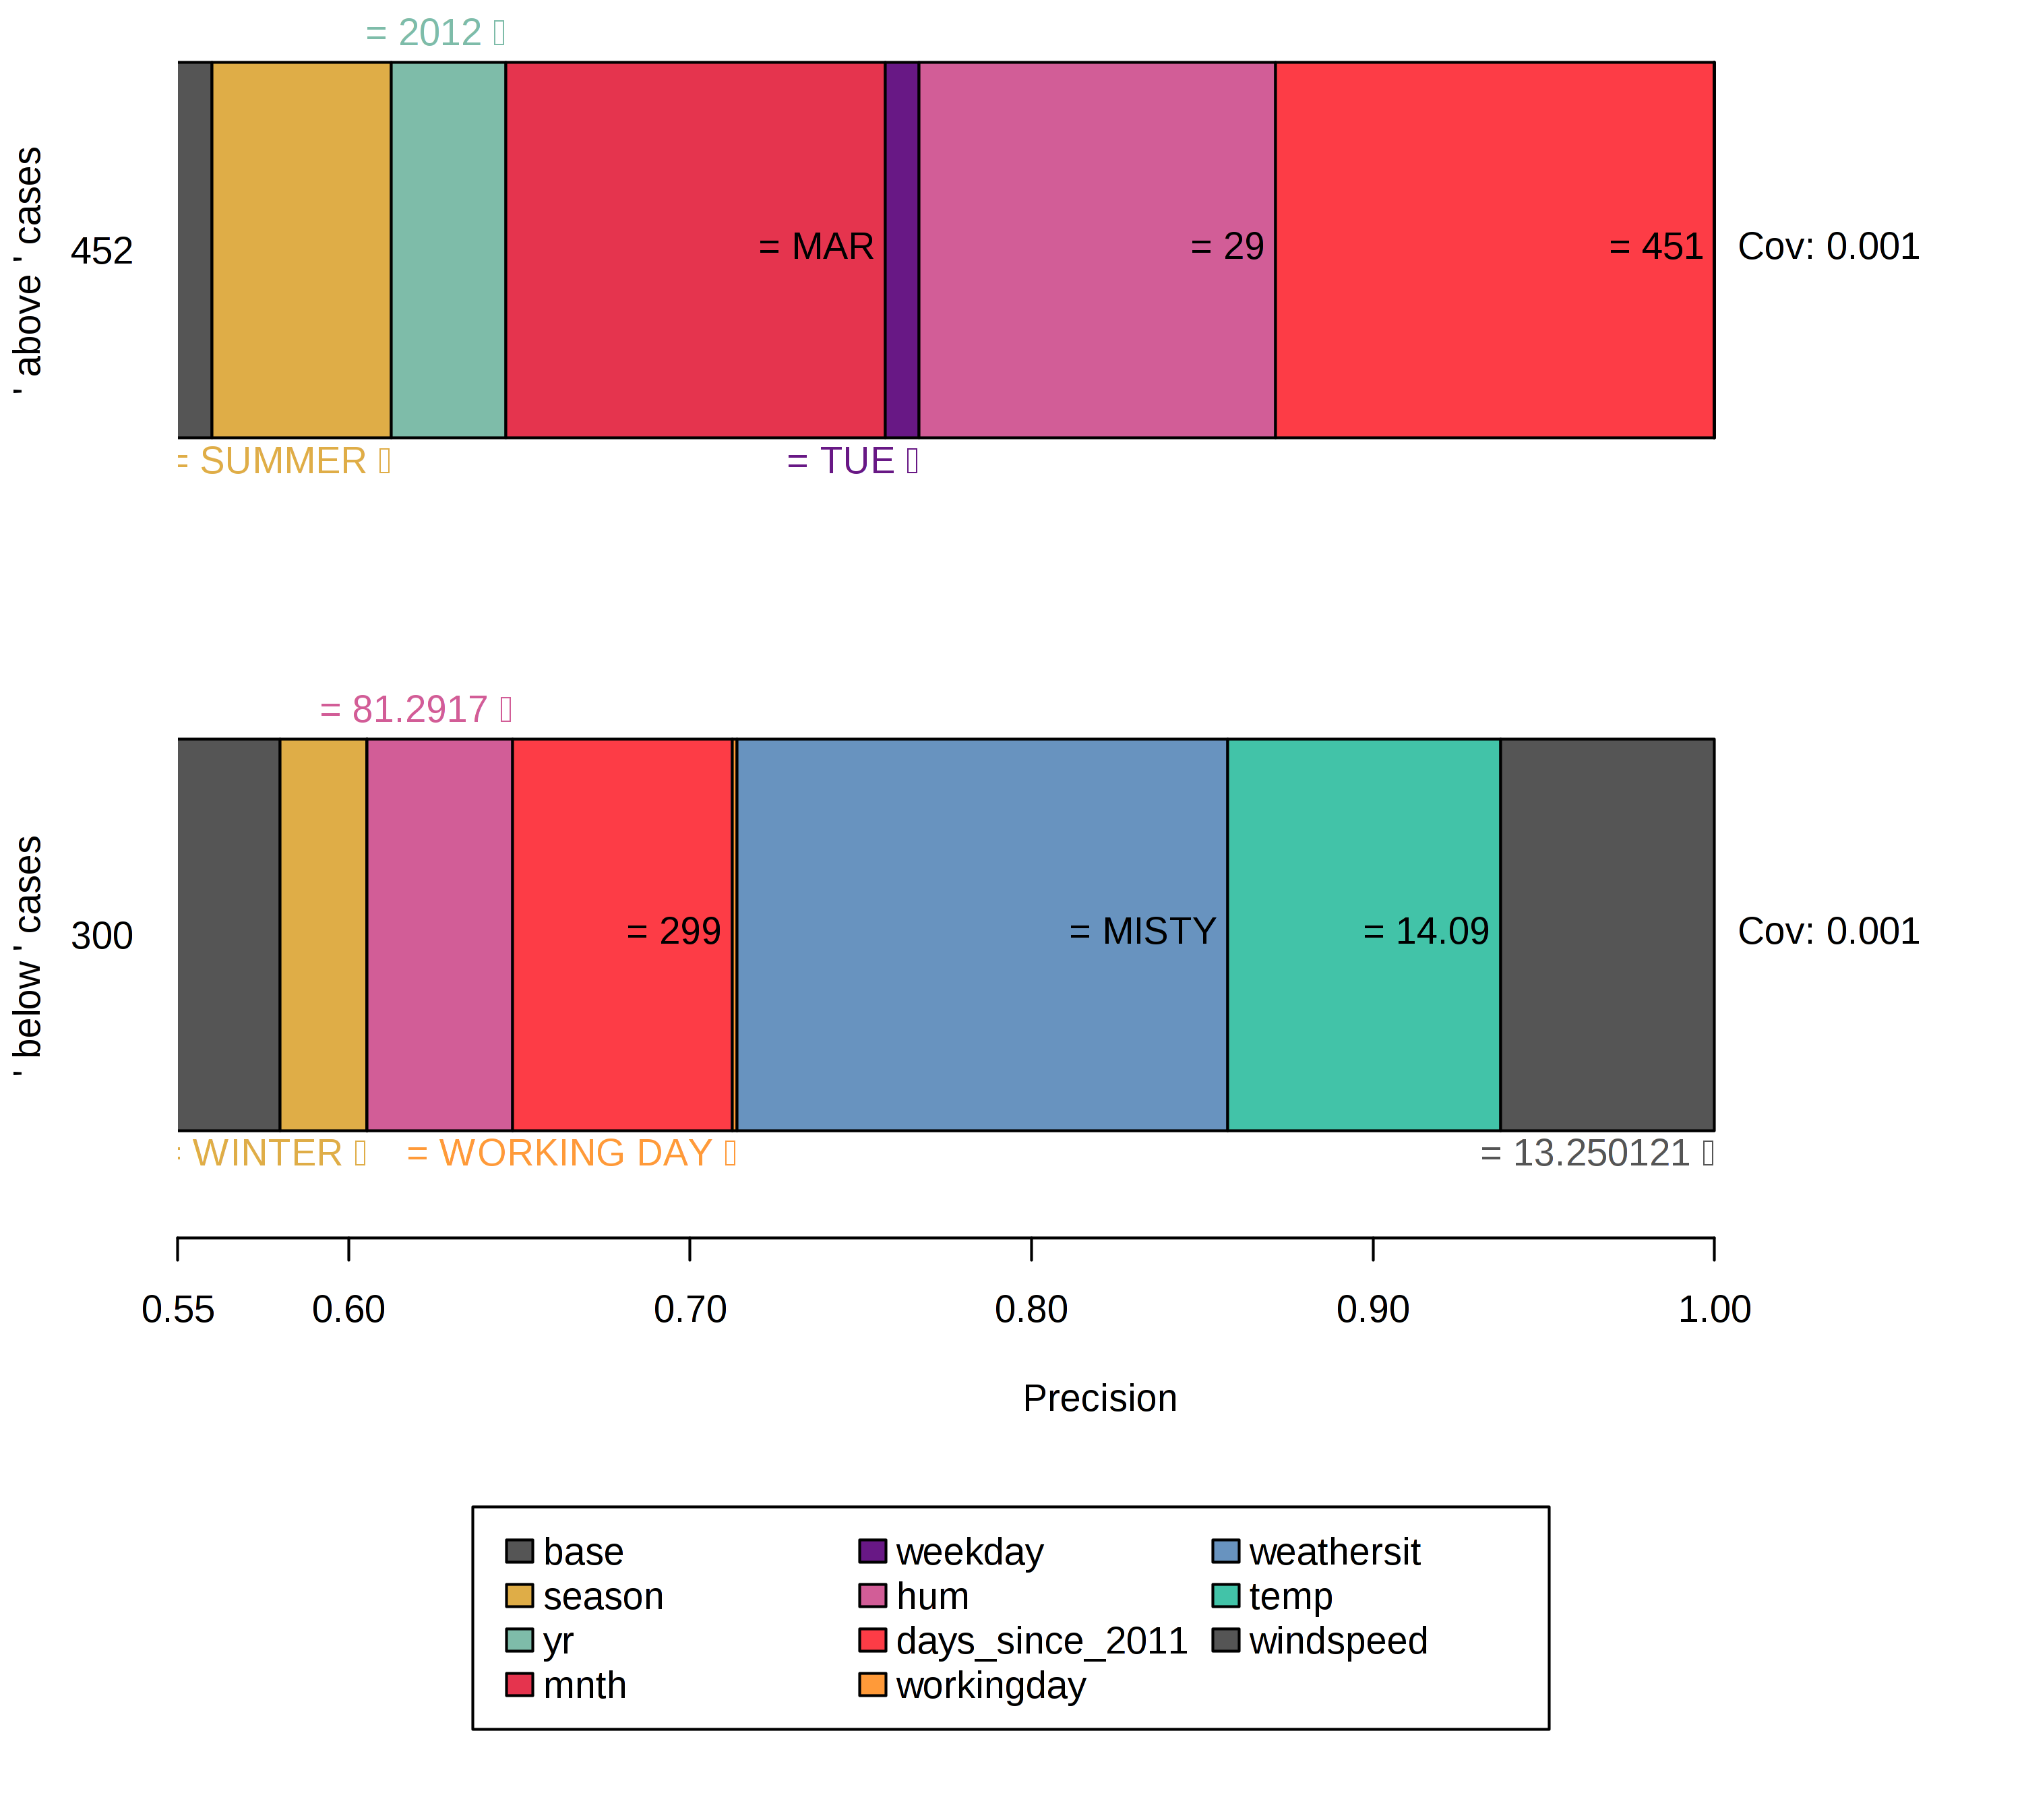 = 2012
' above ' cases
452
= MAR
= 29
= 451
Cov: 0.001
= SUMMER
= TUE
= 81.2917
' below ' cases
300
= 299
= MISTY
= 14.09
Cov: 0.001
= WINTER
= WORKING DAY
= 13.250121
0.55 0.60 0.70 0.80 0.90 1.00
Precision
base weekday weathersit
season hum temp
yr days_since_2011 windspeed
mnth workingday